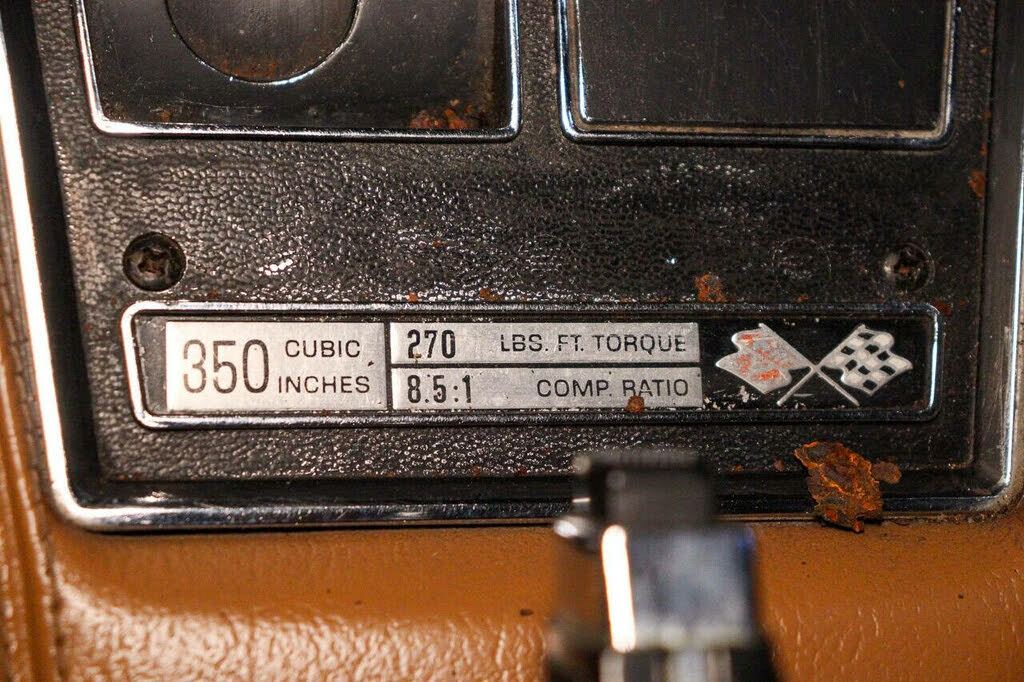 350 CUBIC INCHES
270 LBS. FT. TORQUE
8.5:1 COMP. RATIO